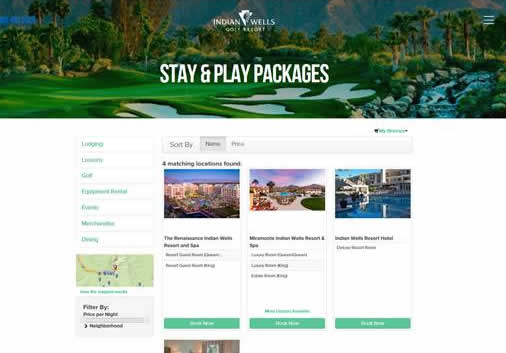 INDIAN WELLS
GOLF RESORT
STAY & PLAY PACKAGES
My Itinerary
Lodging
Lessons
Golf
Equipment Rental
Events
Merchandise
Dining
View the mapped results
Filter By:
Price per Night
Neighborhood
Sort By
Name
Price
4 matching locations found.
The Renaissance Indian Wells
Resort and Spa
Resort Guest Room (Queen/
Resort Guest Room (King)
Book Now
Miramonte Indian Wells Resort &
Spa
Luxury Room (Queen/Queen)
Luxury Room (King)
Estate Room (King)
More Options Available
Book Now
Indian Wells Resort Hotel
Deluxe Resort Room
Book Now